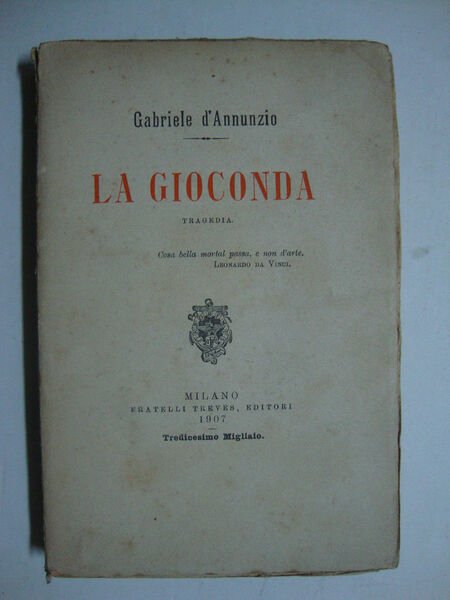 Gabriele d'Annunzio
LA GIOCONDA
TRAGEDIA.
Cosa bella mortal passa, e non d'arte.
LEONARDO DA VINCI.
MILANO
FRATELLI TREVES, EDITORI
1907
Tredicesimo Migliaio.